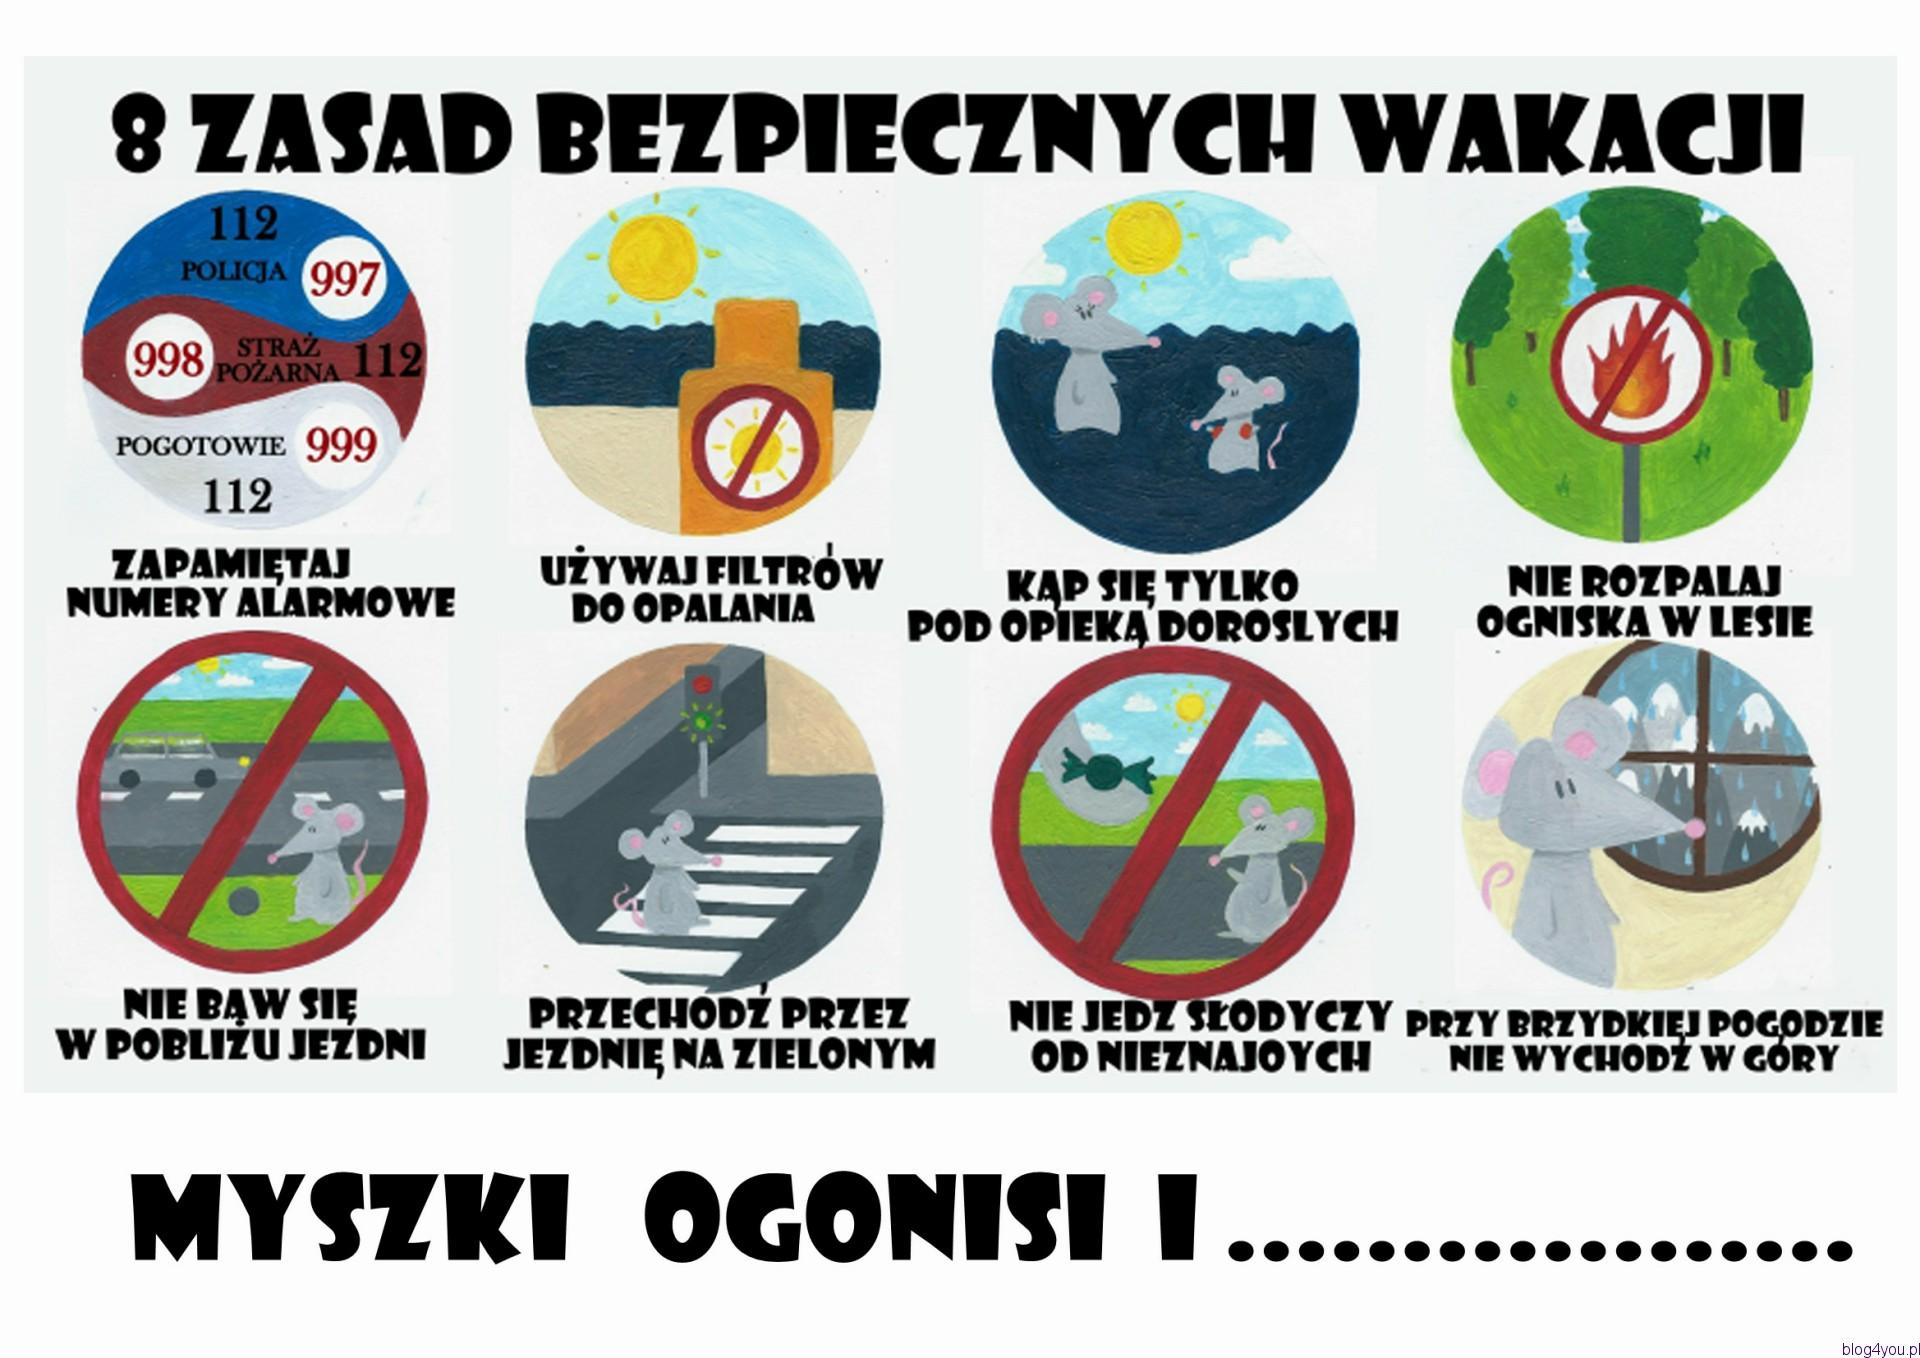 8 ZASAD BEZPIECZNYCH WAKACJI
112
POLICJA 997
998 STRAŻ POŻARNA 112
POGOTOWIE 999
112
ZAPAMIĘTAJ
NUMERY ALARMOWE
UŻYWAJ FILTRÓW
DO OPALANIA
KĄP SIĘ TYLKO
POD OPIEKĄ DOROSLYCH
NIE ROZPALAJ
OGNISKA W LESIE
NIE BĄW SIĘ
W POBLIŻU JEZDNI
PRZECHODŹ PRZEZ
JEZDNIĘ NA ZIELONYM
NIE JEDZ SŁODYCZY
OD NIEZNAJOYCH
PRZY BRZYDKIEJ POGODZIE
NIE WYCHODŹ W GÓRY
MYSZKI OGONISI I ..................
blog4you.pl